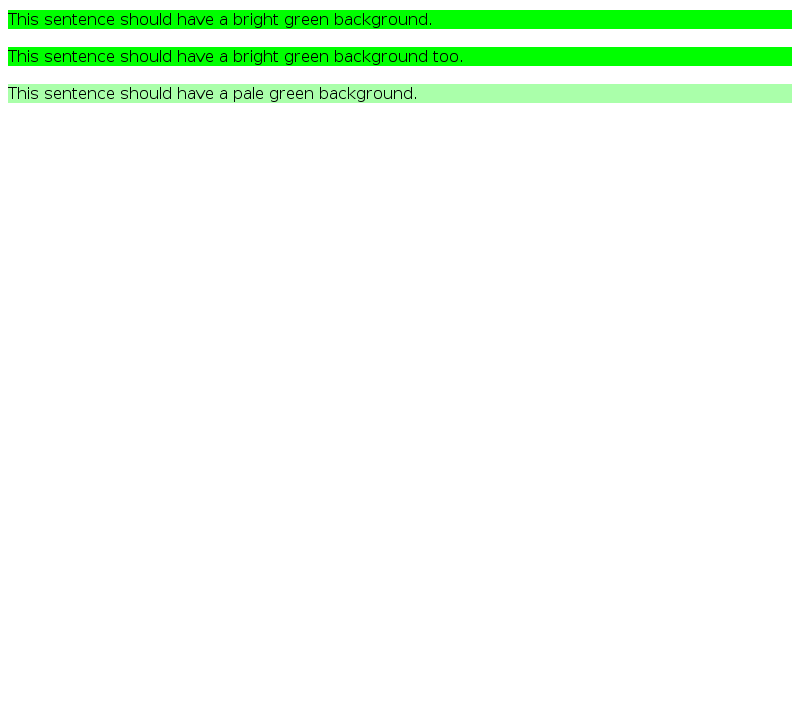 This sentence should have a bright green background.
This sentence should have a bright green background too.
This sentence should have a pale green background.